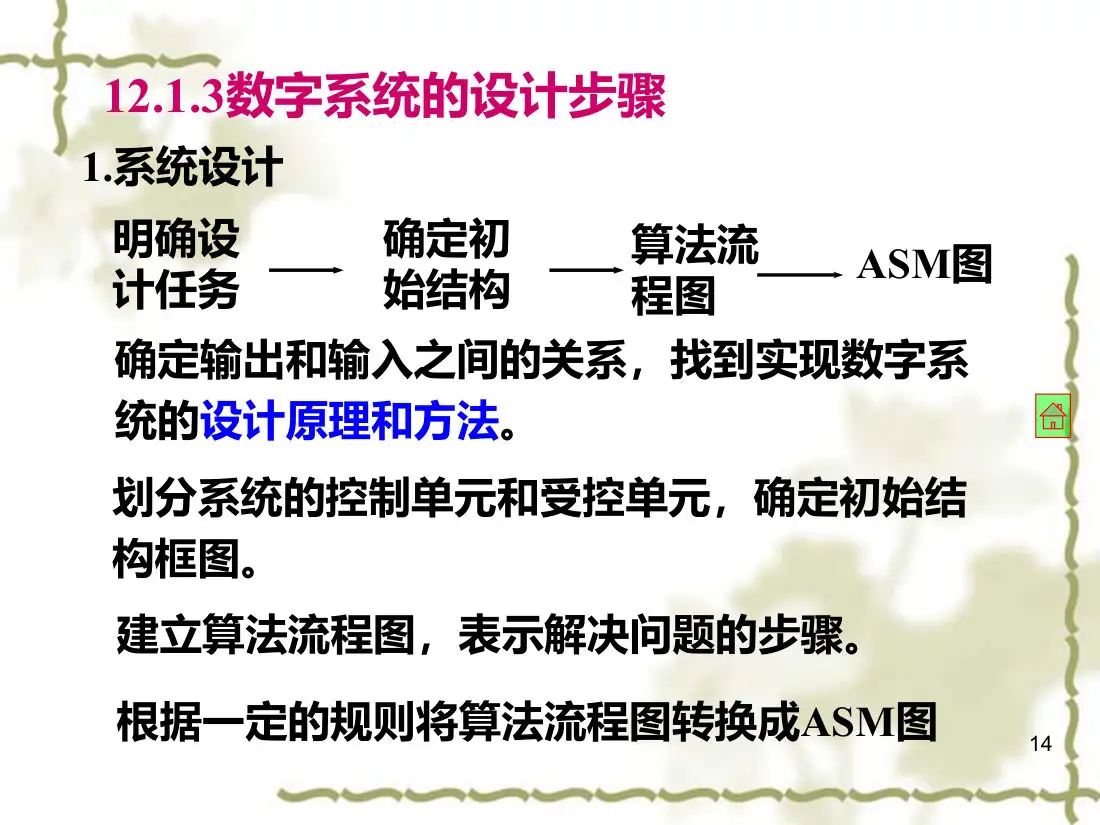 12.1.3数字系统的设计步骤
1.系统设计
明确设
计任务
确定初
始结构
算法流
程图
ASM图
确定输出和输入之间的关系，找到实现数字系
统的设计原理和方法。
划分系统的控制单元和受控单元，确定初始结
构框图。
建立算法流程图，表示解决问题的步骤。
根据一定的规则将算法流程图转换成ASM图
14